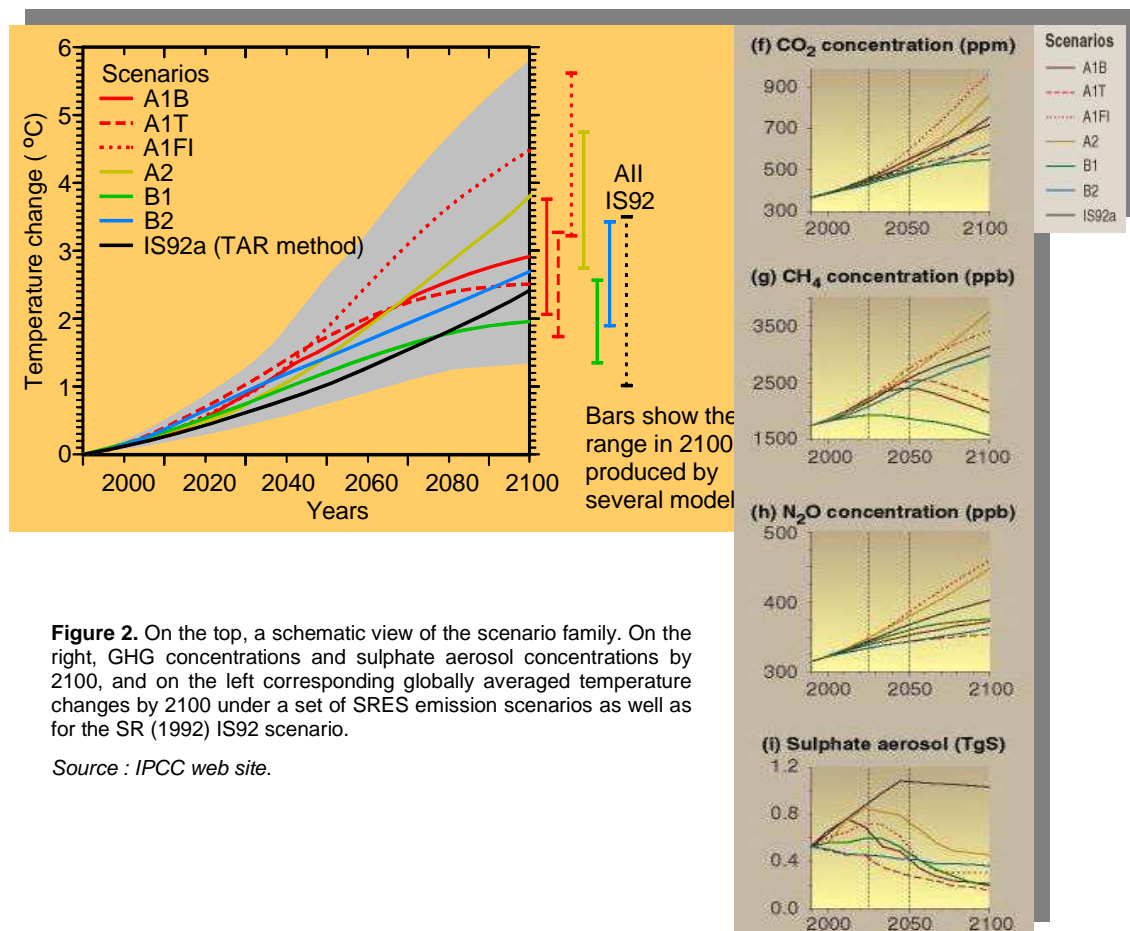 6
5
4
3
2
1
0
Temperature change ( ºC)
Scenarios
A1B
A1T
A1FI
A2
B1
B2
IS92a (TAR method)
2000 2020 2040 2060 2080 2100
Years
All
IS92
Bars show the
range in 2100
produced by
several model
(f) CO2 concentration (ppm)
900
700
500
300
2000 2050 2100
Scenarios
A1B
A1T
A1FI
A2
B1
B2
IS92a
(g) CH4 concentration (ppb)
3500
2500
1500
2000 2050 2100
(h) N2O concentration (ppb)
500
400
300
2000 2050 2100
(i) Sulphate aerosol (TgS)
1.2
0.8
0.4
0.0
2000 2050 2100
Figure 2. On the top, a schematic view of the scenario family. On the
right, GHG concentrations and sulphate aerosol concentrations by
2100, and on the left corresponding globally averaged temperature
changes by 2100 under a set of SRES emission scenarios as well as
for the SR (1992) IS92 scenario.
Source : IPCC web site.